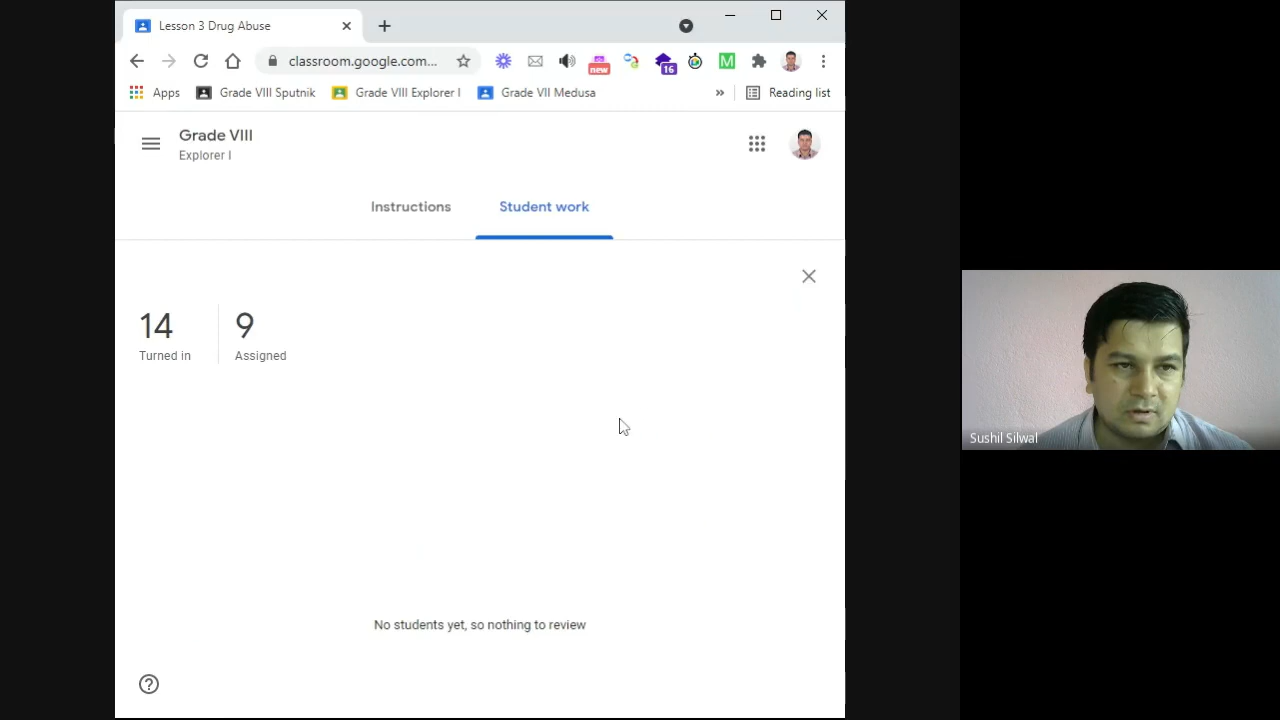 Lesson 3 Drug Abuse
classroom.google.com...
new
16
M
Apps
Grade VIII Sputnik
Grade VIII Explorer I
Grade VII Medusa
»
Reading list
Grade VIII
Explorer I
Instructions
Student work
14
9
Turned in
Assigned
No students yet, so nothing to review
?
Sushil Silwal